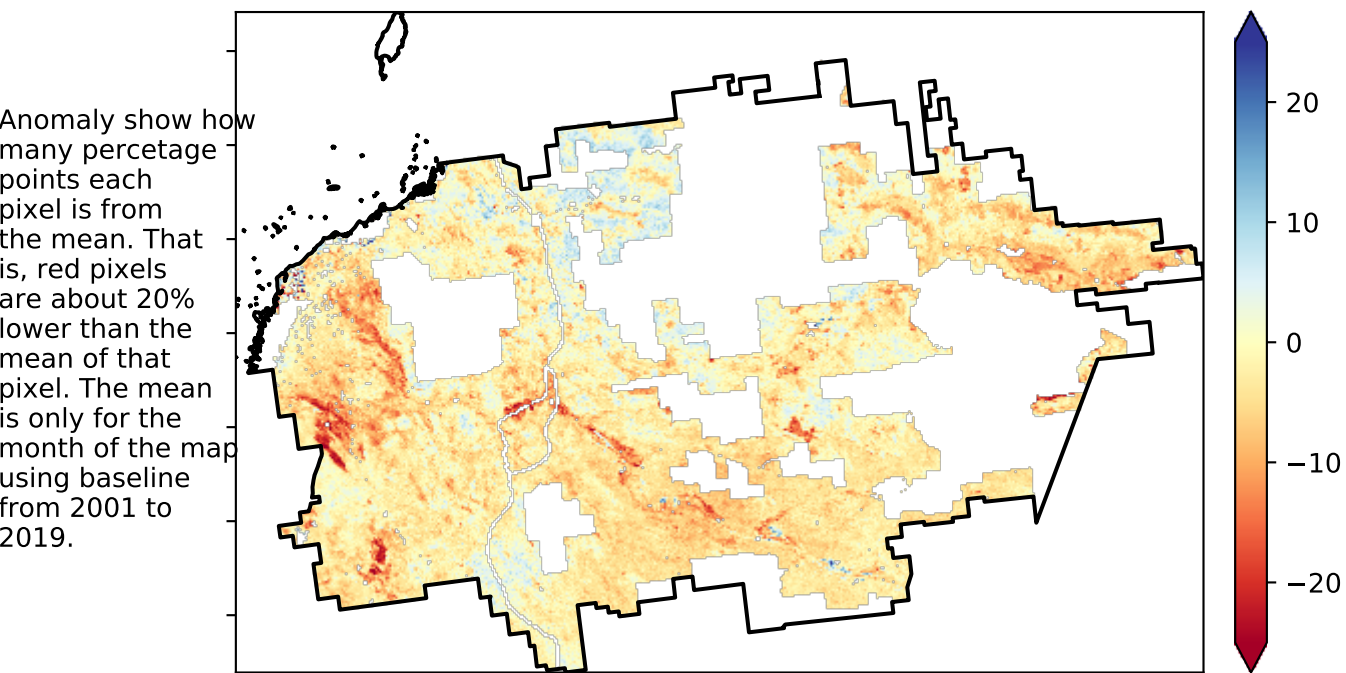 Anomaly show how
many percetage
points each
pixel is from
the mean. That
is, red pixels
are about 20%
lower than the
mean of that
pixel. The mean
is only for the
month of the map
using baseline
from 2001 to
2019.
20
10
0
−10
−20